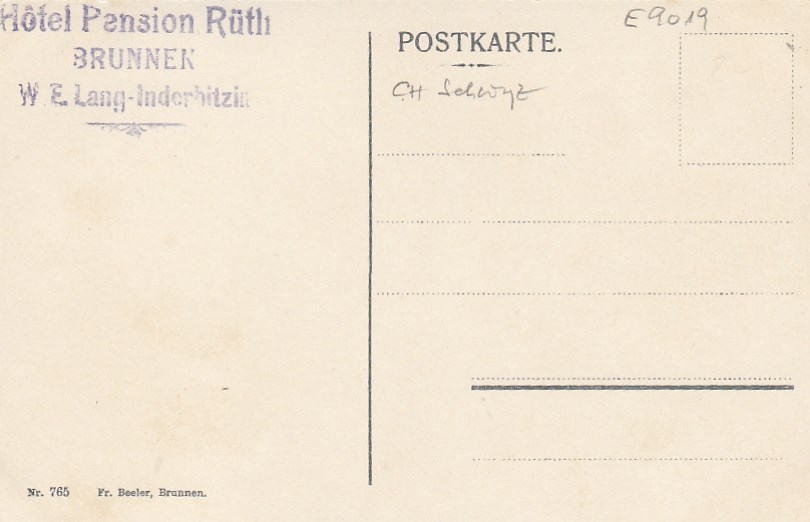 Hôtel Pension Rütli
BRUNNEN
W. E. Lang-Inderbitzin
POSTKARTE.
E9019
CH Schwyz
Nr. 765 Fr. Beeler, Brunnen.